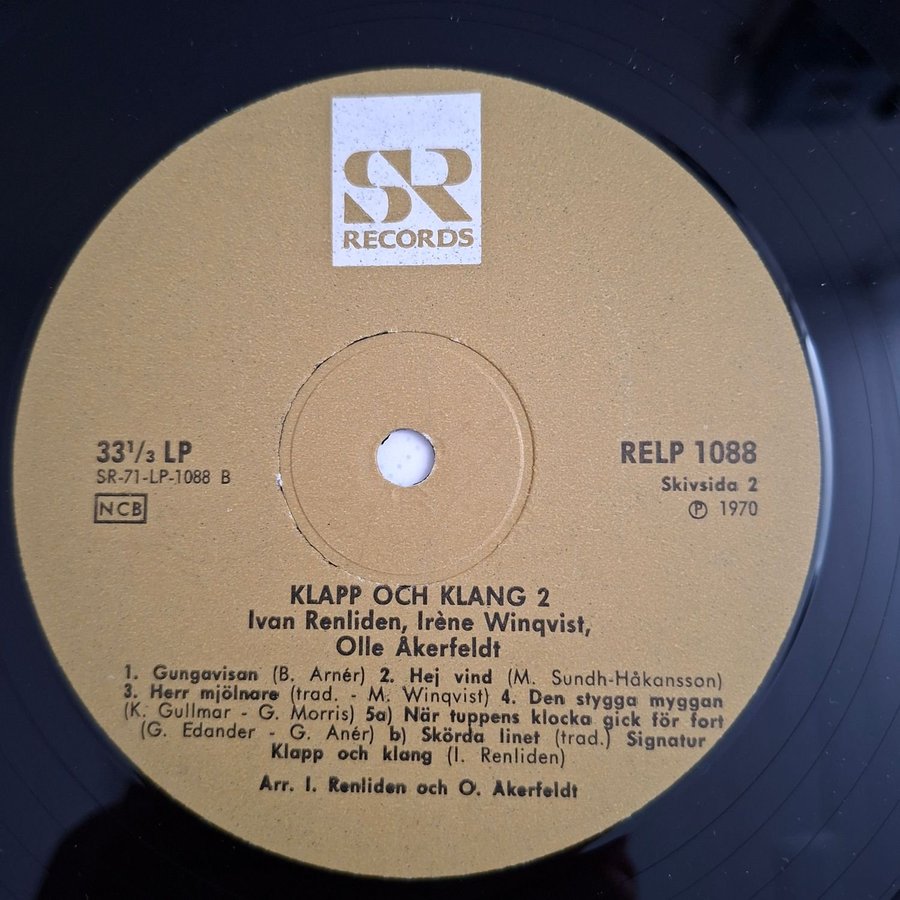 SR
RECORDS
33 1/3 LP
SR-71-LP-1088 B
NCB
RELP 1088
Skivsida 2
Ⓟ 1970
KLAPP OCH KLANG 2
Ivan Renliden, Irène Winqvist,
Olle Åkerfeldt
1. Gungavisan (B. Arnér) 2. Hej vind (M. Sundh-Håkansson)
3. Herr mjölnare (trad. - M. Winqvist) 4. Den stygga myggan
(K. Gullmar - G. Morris) 5a) När tuppens klocka gick för fort
(G. Edander - G. Anér) b) Skörda linet (trad.) Signatur
Klapp och klang (I. Renliden)
Arr. I. Renliden och O. Åkerfeldt